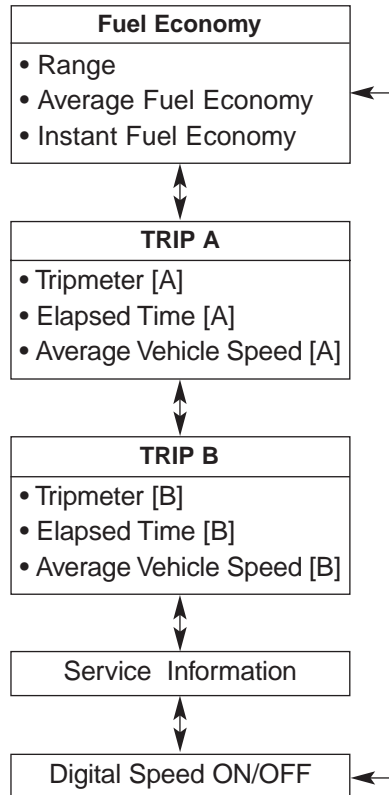 Fuel Economy
• Range
• Average Fuel Economy
• Instant Fuel Economy
TRIP A
• Tripmeter [A]
• Elapsed Time [A]
• Average Vehicle Speed [A]
TRIP B
• Tripmeter [B]
• Elapsed Time [B]
• Average Vehicle Speed [B]
Service Information
Digital Speed ON/OFF